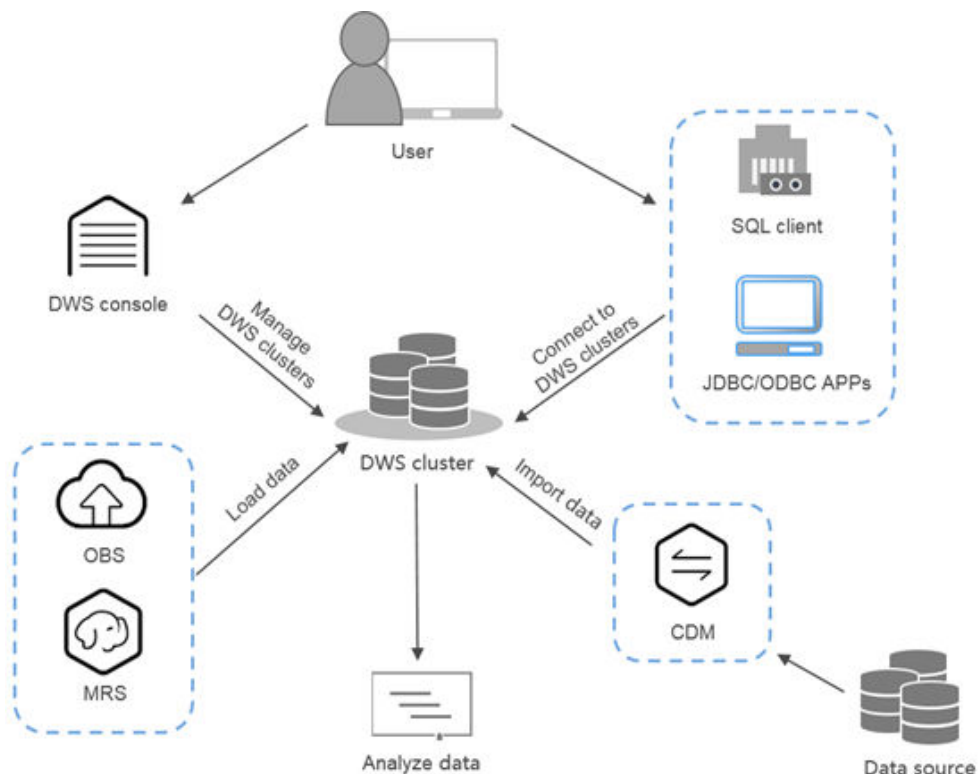 User
SQL client
DWS console
JDBC/ODBC APPs
Manage
DWS clusters
Connect to
DWS clusters
DWS cluster
Load data
Import data
OBS
CDM
MRS
Analyze data
Data source